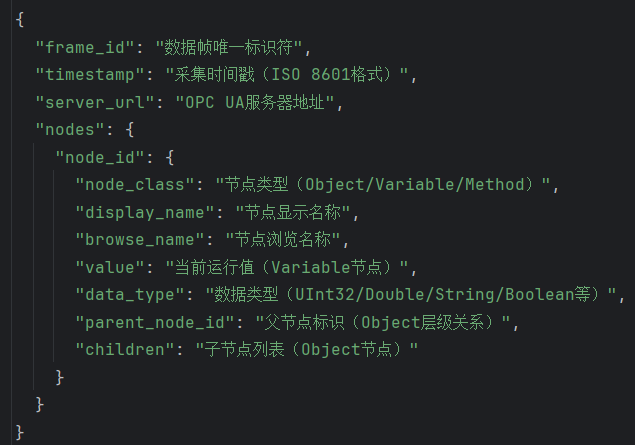 {
"frame_id": "数据帧唯一标识符",
"timestamp": "采集时间戳（ISO 8601格式）",
"server_url": "OPC UA服务器地址",
"nodes": {
"node_id": {
"node_class": "节点类型（Object/Variable/Method）",
"display_name": "节点显示名称",
"browse_name": "节点浏览名称",
"value": "当前运行值（Variable节点）",
"data_type": "数据类型（UInt32/Double/String/Boolean等）",
"parent_node_id": "父节点标识（Object层级关系）",
"children": "子节点列表（Object节点）"
}
}
}